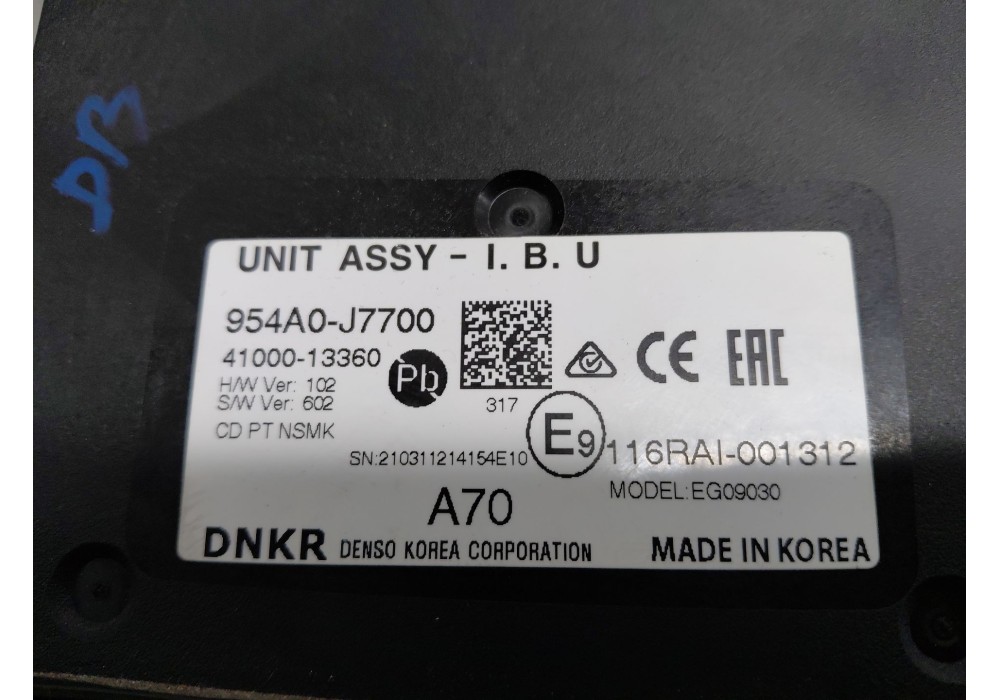 DM
UNIT ASSY - I. B. U
954A0-J7700
41000-13360
Pb
H/W Ver: 102
S/W Ver: 602
317
CD PT NSMK
CE
EAC
E9
116RAI-001312
SN:210311214154E10
MODEL:EG09030
A70
DNKR DENSO KOREA CORPORATION
MADE IN KOREA